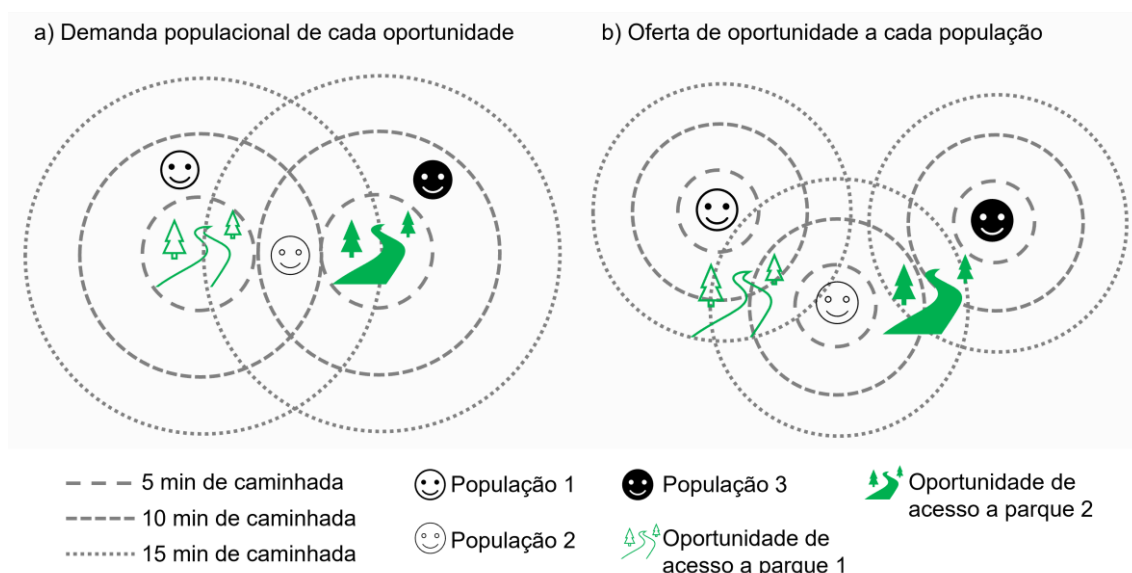 a) Demanda populacional de cada oportunidade
b) Oferta de oportunidade a cada população
5 min de caminhada
10 min de caminhada
15 min de caminhada
População 1
População 2
População 3
Oportunidade de
acesso a parque 1
Oportunidade de
acesso a parque 2